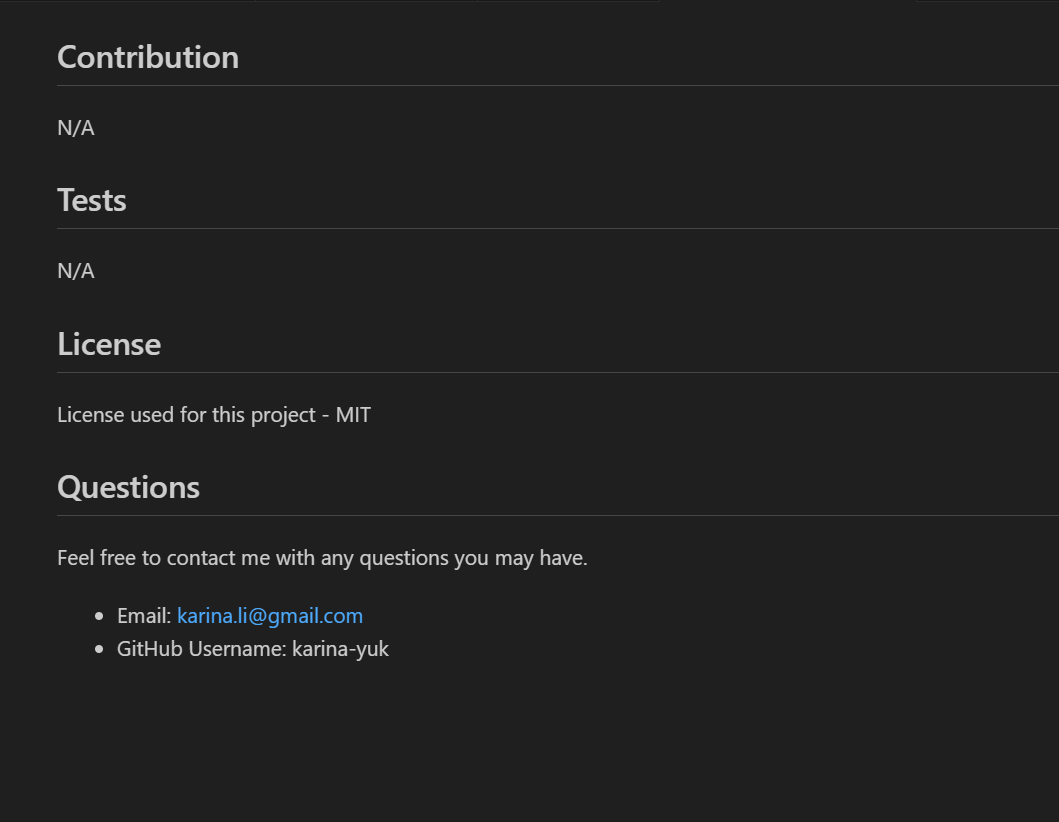 Contribution
N/A
Tests
N/A
License
License used for this project - MIT
Questions
Feel free to contact me with any questions you may have.
Email: karina.li@gmail.com
GitHub Username: karina-yuk